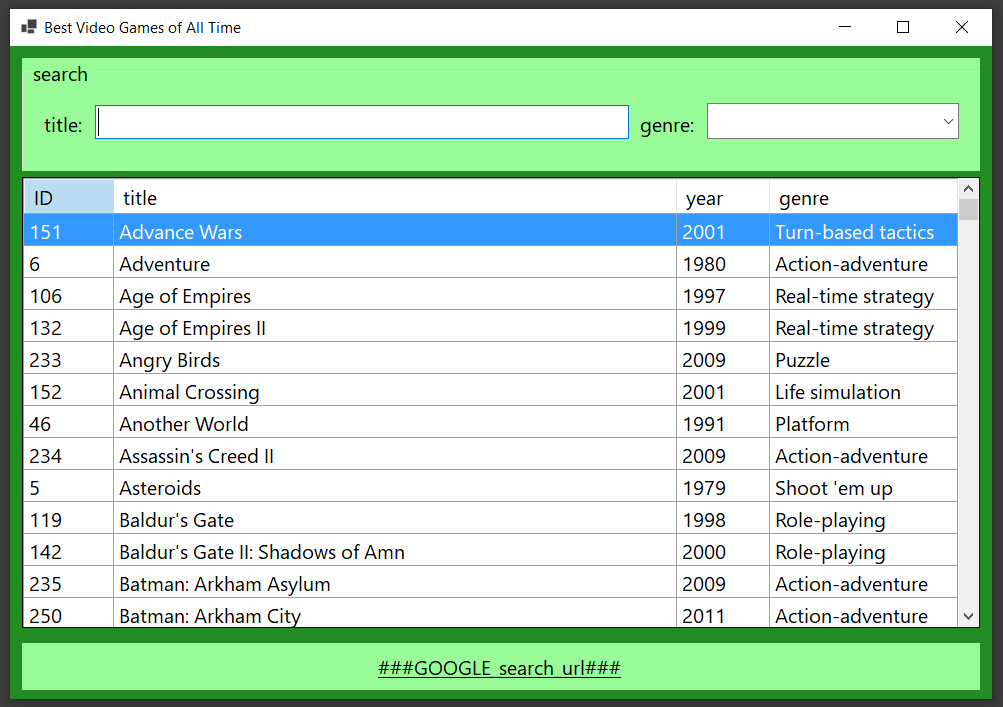 Best Video Games of All Time
search
title: genre:
ID title year genre
151 Advance Wars 2001 Turn-based tactics
6 Adventure 1980 Action-adventure
106 Age of Empires 1997 Real-time strategy
132 Age of Empires II 1999 Real-time strategy
233 Angry Birds 2009 Puzzle
152 Animal Crossing 2001 Life simulation
46 Another World 1991 Platform
234 Assassin's Creed II 2009 Action-adventure
5 Asteroids 1979 Shoot 'em up
119 Baldur's Gate 1998 Role-playing
142 Baldur's Gate II: Shadows of Amn 2000 Role-playing
235 Batman: Arkham Asylum 2009 Action-adventure
250 Batman: Arkham City 2011 Action-adventure
###GOOGLE_search_url###